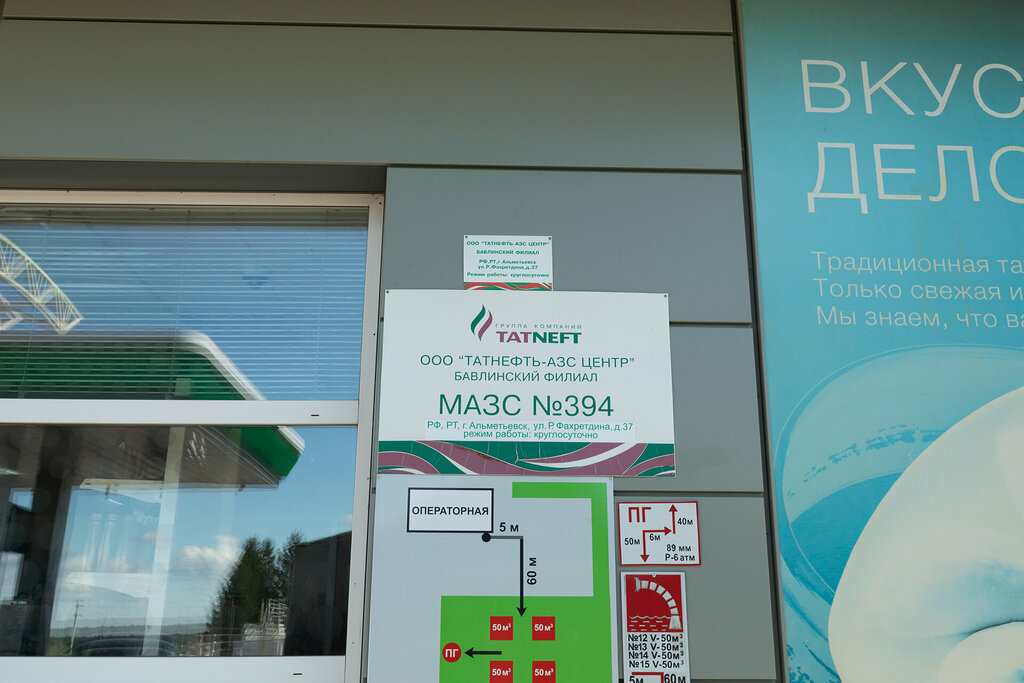 ВКУС
ДЕЛО
Традиционная
Только свежая и
Мы знаем, что
ООО "ТАТНЕФТЬ-АЗС ЦЕНТР"
БАВЛИНСКИЙ ФИЛИАЛ
РФ,РТ, г.Альметьевск
ул.Р.Фахретдина, д.37
Режим работы: круглосуточно
ГРУППА КОМПАНИЙ
TATNEFT
ООО "ТАТНЕФТЬ-АЗС ЦЕНТР"
БАВЛИНСКИЙ ФИЛИАЛ
МАЗС №394
РФ, РТ, г. Альметьевск, ул. Р. Фахретдина, д.37
режим работы: круглосуточно
ОПЕРАТОРНАЯ
5 м
60 м
50 м³
50 м³
ПГ
50 м³
50 м³
ПГ
40м
50м
6м
89 мм
Р-6 атм
№12 V-50м³
№13 V-50м³
№14 V-50м³
№15 V-50м³
5м
60м